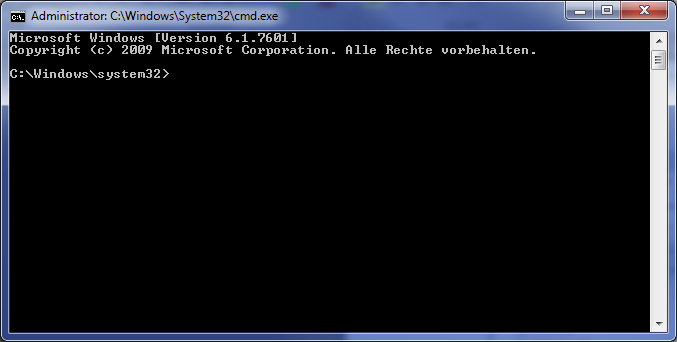 Administrator: C:\Windows\System32\cmd.exe
Microsoft Windows [Version 6.1.7601]
Copyright (c) 2009 Microsoft Corporation. Alle Rechte vorbehalten.
C:\Windows\system32>